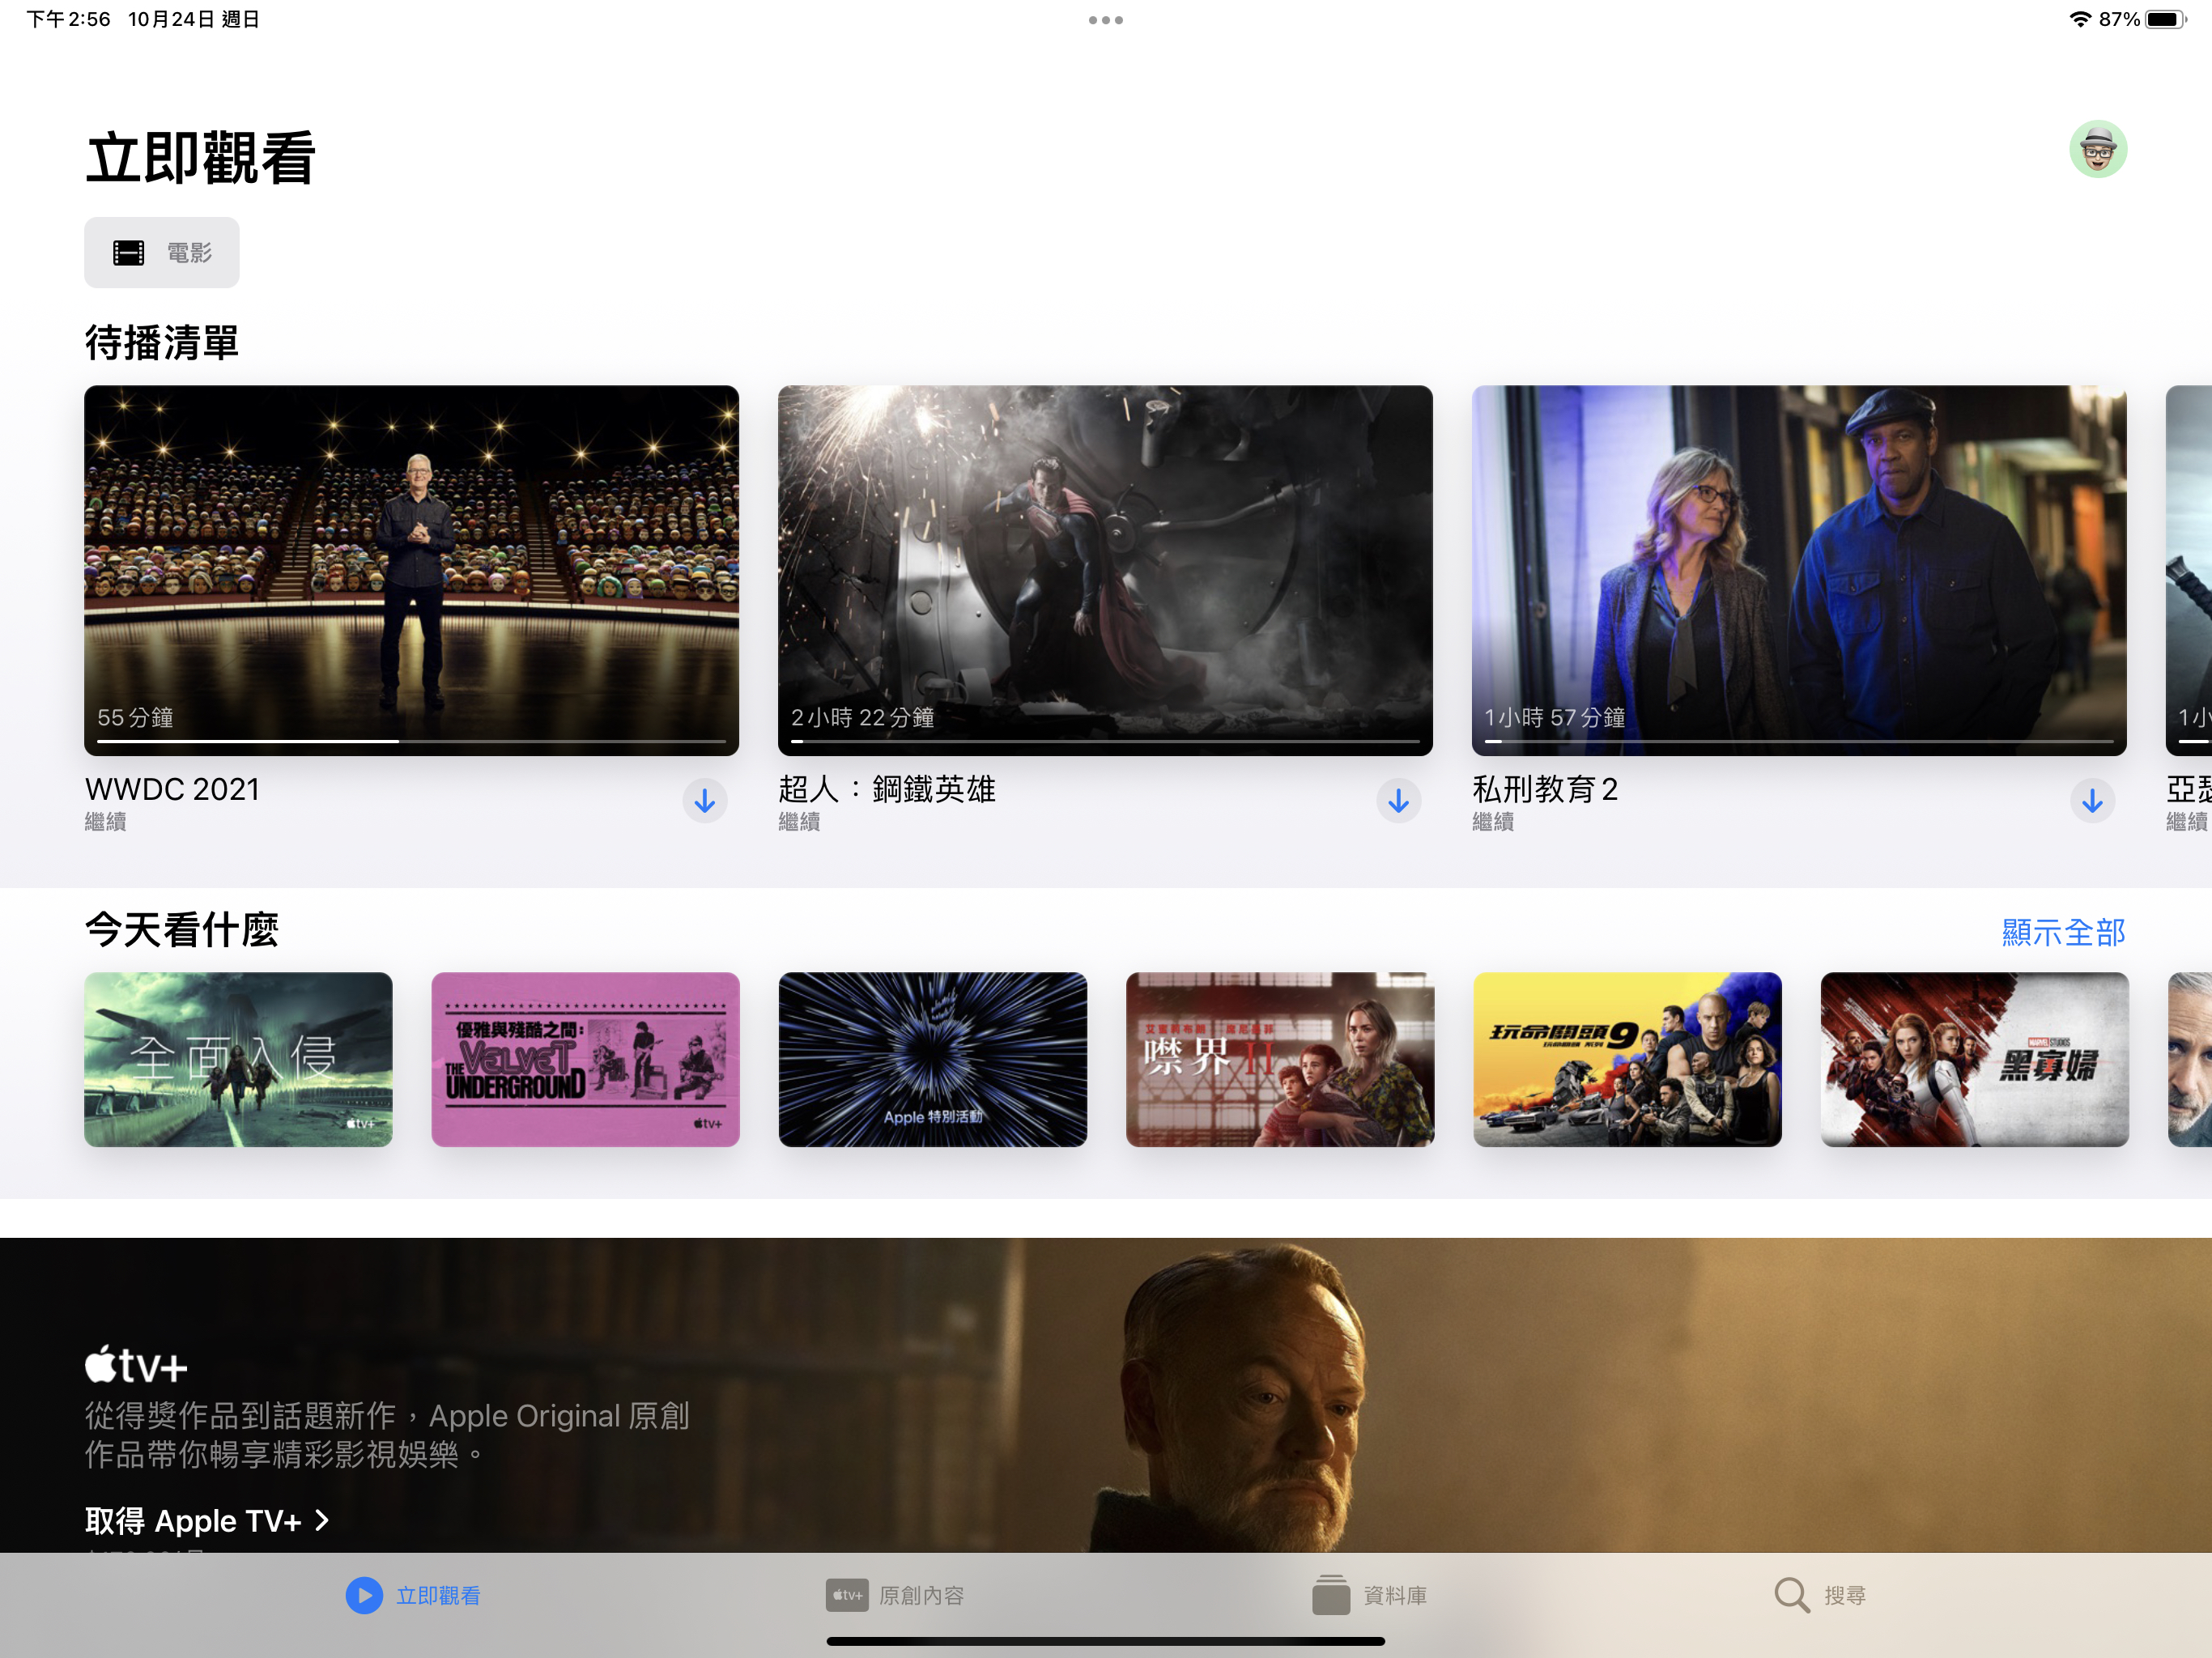 下午2:56 10月24日 週日
87%
立即觀看
電影
待播清單
55分鐘
2小時 22分鐘
1小時 57分鐘
1小
WWDC 2021
繼續
超人：鋼鐵英雄
繼續
私刑教育2
繼續
亞瑟
繼續
今天看什麼
顯示全部
全面入侵
tv+
優雅與殘酷之間：
THE VELVET UNDERGROUND
tv+
Apple 特別活動
噤界 II
玩命關頭9
MARVEL STUDIOS
黑寡婦
tv+
從得獎作品到話題新作，Apple Original 原創
作品帶你暢享精彩影視娛樂。
取得 Apple TV+
立即觀看
tv+ 原創內容
資料庫
搜尋